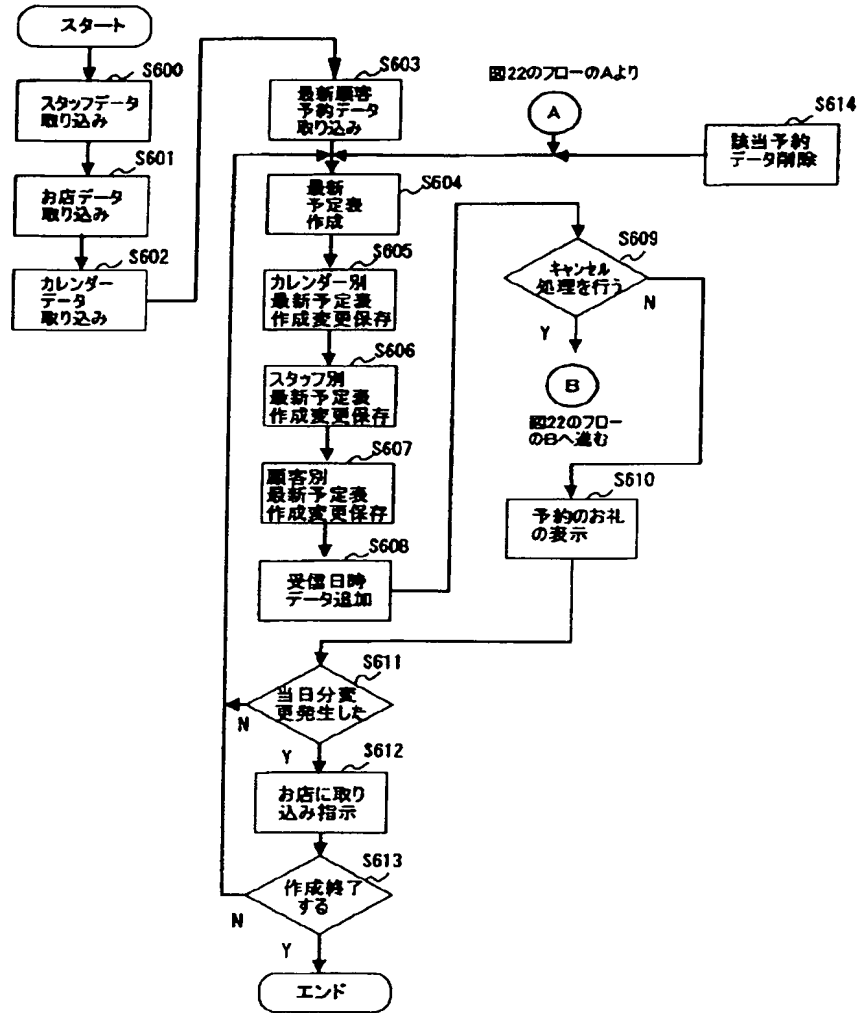 スタート
S600
スタッフデータ
取り込み
S601
お店データ
取り込み
S602
カレンダー
データ
取り込み
S603
最新顧客
予約データ
取り込み
図22のフローのAより
A
S614
該当予約
データ削除
S604
最新
予定表
作成
S605
カレンダー別
最新予定表
作成変更保存
S606
スタッフ別
最新予定表
作成変更保存
S607
顧客別
最新予定表
作成変更保存
S608
受信日時
データ追加
S609
キャンセル
処理を行う
N
Y
B
図22のフロー
のBへ進む
S610
予約のお礼
の表示
S611
当日分変
更発生した
N
Y
S612
お店に取り
込み指示
S613
作成終了
する
N
Y
エンド